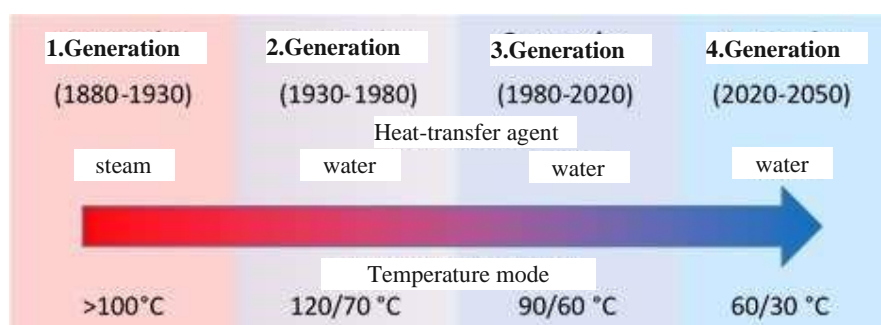 1.Generation 2.Generation 3.Generation 4.Generation
(1880-1930) (1930-1980) (1980-2020) (2020-2050)
Heat-transfer agent
steam water water water
Temperature mode
>100°C 120/70 °C 90/60 °C 60/30 °C